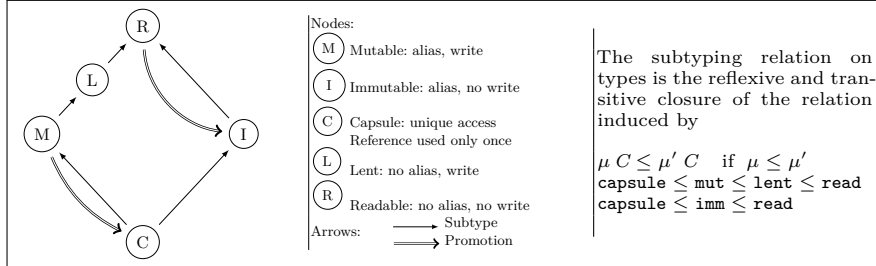 R
L
M
I
C
Nodes:
M Mutable: alias, write
I Immutable: alias, no write
C Capsule: unique access
Reference used only once
L Lent: no alias, write
R Readable: no alias, no write
Arrows: Subtype
Promotion
The subtyping relation on
types is the reflexive and tran-
sitive closure of the relation
induced by
μ C ≤ μ′ C if μ ≤ μ′
capsule ≤ mut ≤ lent ≤ read
capsule ≤ imm ≤ read